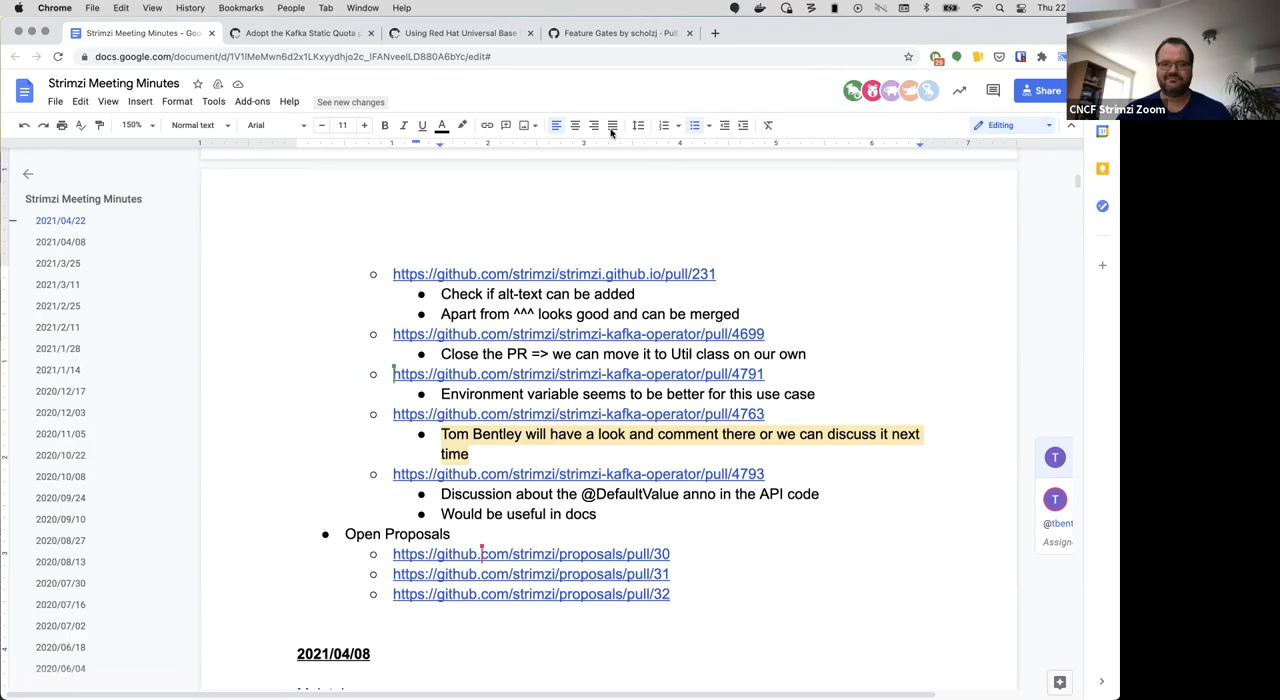 Chrome File Edit View History Bookmarks People Tab Window Help Thu 22
Strimzi Meeting Minutes - Goo Adopt the Kafka Static Quota p Using Red Hat Universal Base Feature Gates by scholzj · Pull
docs.google.com/document/d/1V1lMeMwn6d2x1LKxyydhjo2c_lFANveelLD880A6bYc/edit#
29
Strimzi Meeting Minutes
File Edit View Insert Format Tools Add-ons Help See new changes
Share
CNCF Strimzi Zoom
150% Normal text Arial 11 B I U A Editing
1 1 2 3 4 5 6 7
Strimzi Meeting Minutes
2021/04/22
2021/04/08
2021/3/25
2021/3/11
2021/2/25
2021/2/11
2021/1/28
2021/1/14
2020/12/17
2020/12/03
2020/11/05
2020/10/22
2020/10/08
2020/09/24
2020/09/10
2020/08/27
2020/08/13
2020/07/30
2020/07/16
2020/07/02
2020/06/18
2020/06/04
https://github.com/strimzi/strimzi.github.io/pull/231
Check if alt-text can be added
Apart from ^^^ looks good and can be merged
https://github.com/strimzi/strimzi-kafka-operator/pull/4699
Close the PR => we can move it to Util class on our own
https://github.com/strimzi/strimzi-kafka-operator/pull/4791
Environment variable seems to be better for this use case
https://github.com/strimzi/strimzi-kafka-operator/pull/4763
Tom Bentley will have a look and comment there or we can discuss it next
time
https://github.com/strimzi/strimzi-kafka-operator/pull/4793
Discussion about the @DefaultValue anno in the API code
Would be useful in docs
Open Proposals
https://github.com/strimzi/proposals/pull/30
https://github.com/strimzi/proposals/pull/31
https://github.com/strimzi/proposals/pull/32
2021/04/08
T
T
@tbent
Assign